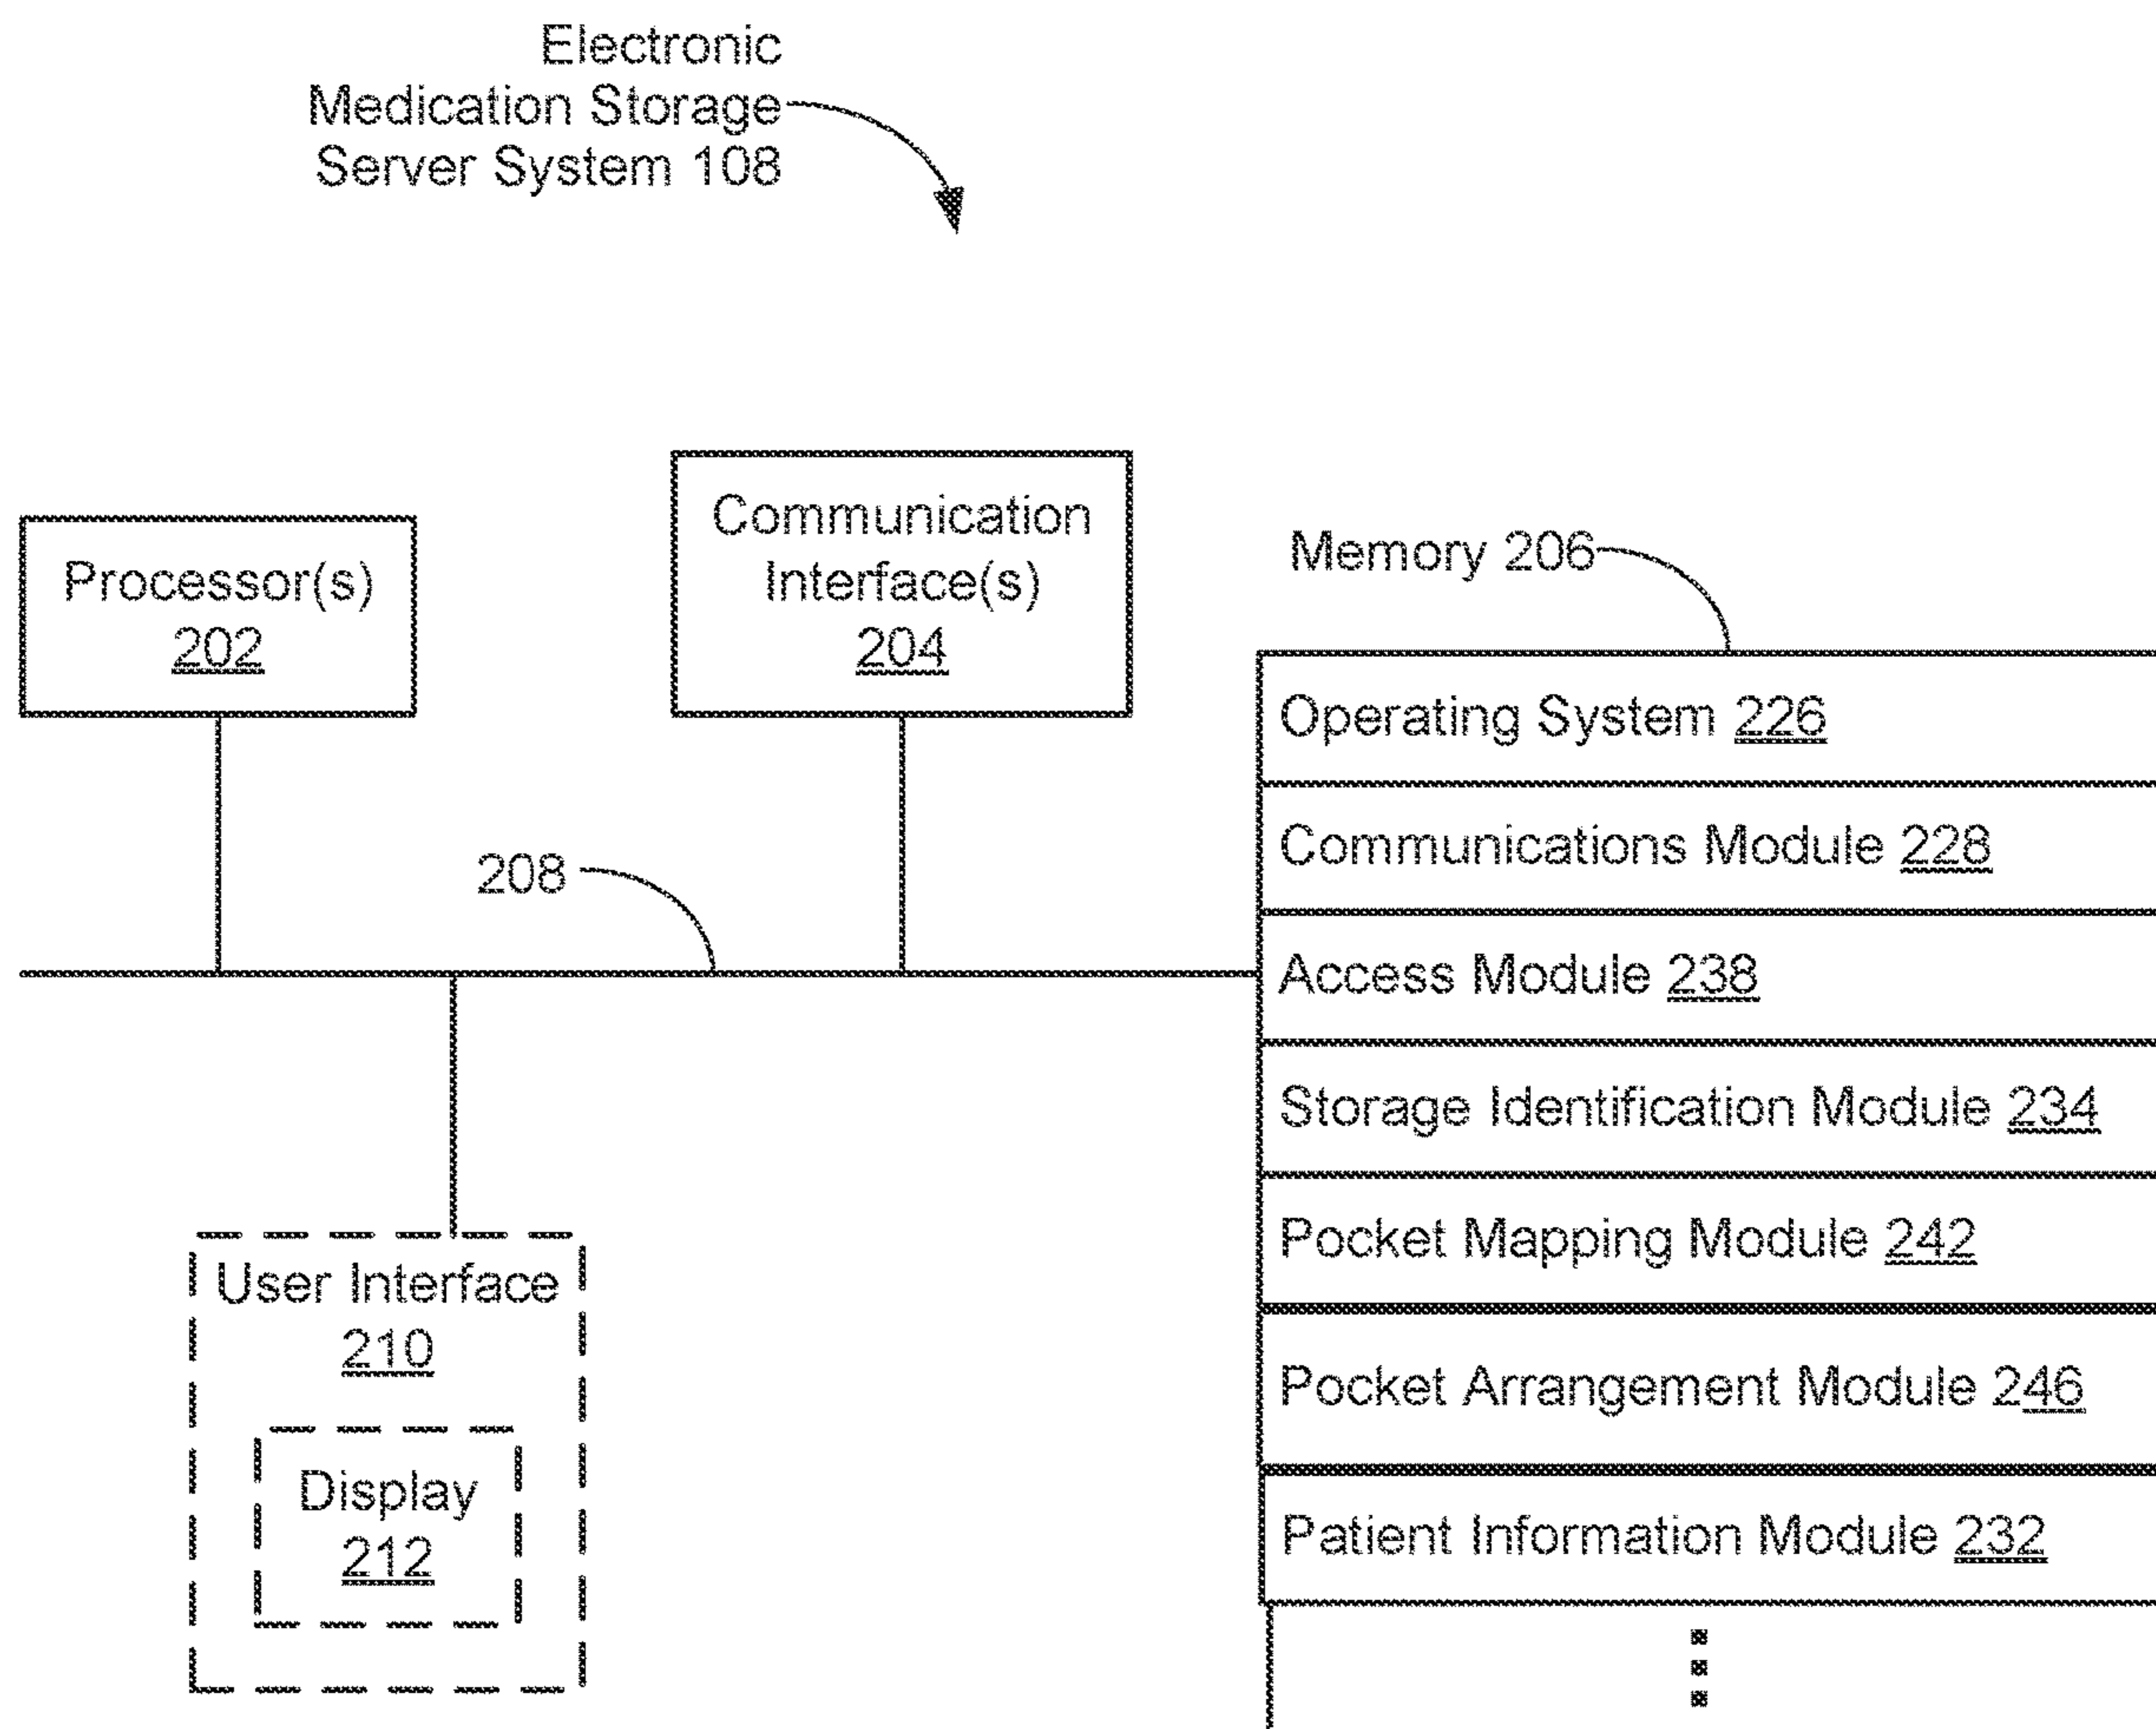 Electronic
Medication Storage
Server System 108
Processor(s)
202
Communication
Interface(s)
204
Memory 206
208
Operating System 226
Communications Module 228
Access Module 238
Storage Identification Module 234
Pocket Mapping Module 242
Pocket Arrangement Module 246
Patient Information Module 232
User Interface
210
Display
212